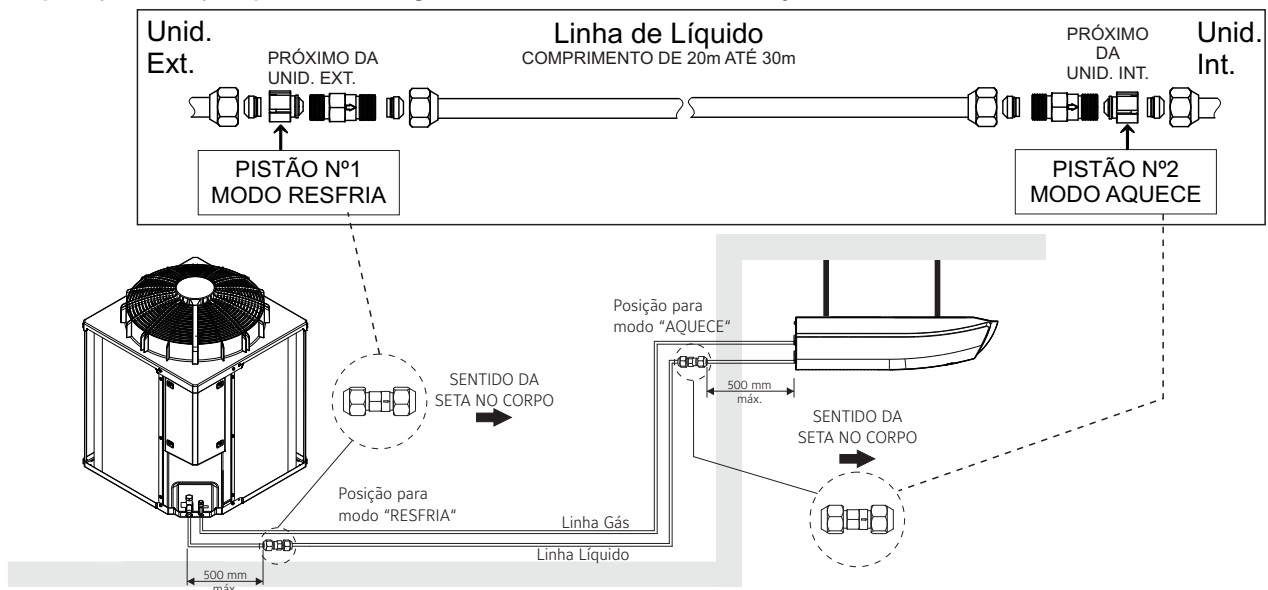 Unid.
Ext.
PRÓXIMO DA
UNID. EXT.
Linha de Líquido
COMPRIMENTO DE 20m ATÉ 30m
PRÓXIMO
DA
UNID. INT.
Unid.
Int.
PISTÃO Nº1
MODO RESFRIA
PISTÃO Nº2
MODO AQUECE
Posição para
modo “AQUECE“
SENTIDO DA
SETA NO CORPO
500 mm
máx.
SENTIDO DA
SETA NO CORPO
Posição para
modo “RESFRIA“
Linha Gás
Linha Líquido
500 mm
máx.